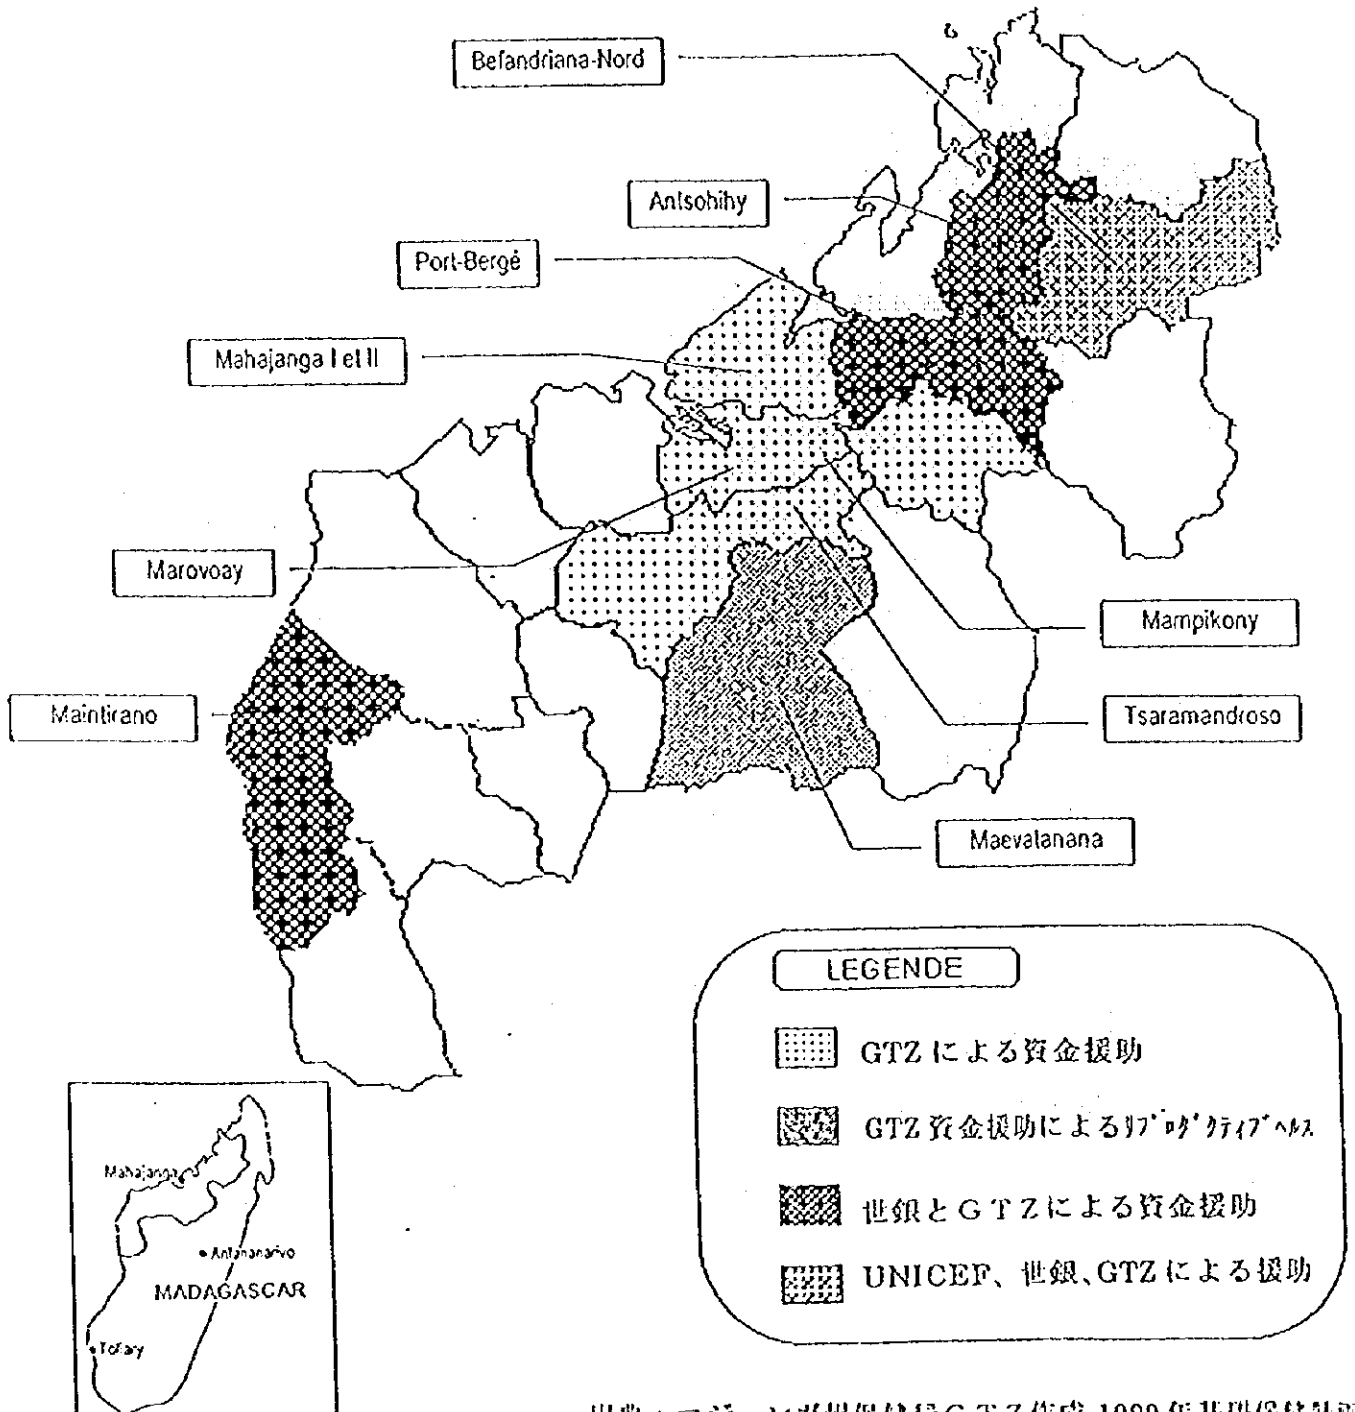 Befandriana-Nord
Antsohihy
Port-Bergé
Mahajanga I et II
Marovoay
Mampikony
Maintirano
Tsaramandroso
Maevatanana
LEGENDE
GTZ による資金援助
GTZ 資金援助によるﾘﾌﾟﾛﾀﾞｸﾃｨﾌﾞﾍﾙｽ
世銀とGTZによる資金援助
UNICEF、世銀、GTZ による援助
Mahajanga
Antananarivo
MADAGASCAR